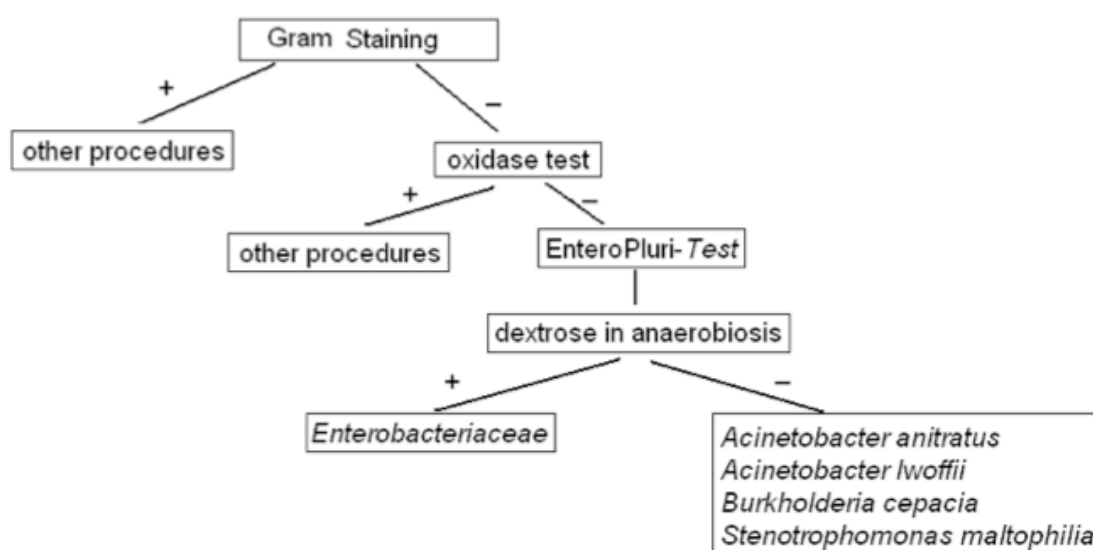 Gram Staining
+
–
other procedures
oxidase test
+
–
other procedures
EnteroPluri-Test
dextrose in anaerobiosis
+
–
Enterobacteriaceae
Acinetobacter anitratus
Acinetobacter lwoffii
Burkholderia cepacia
Stenotrophomonas maltophilia